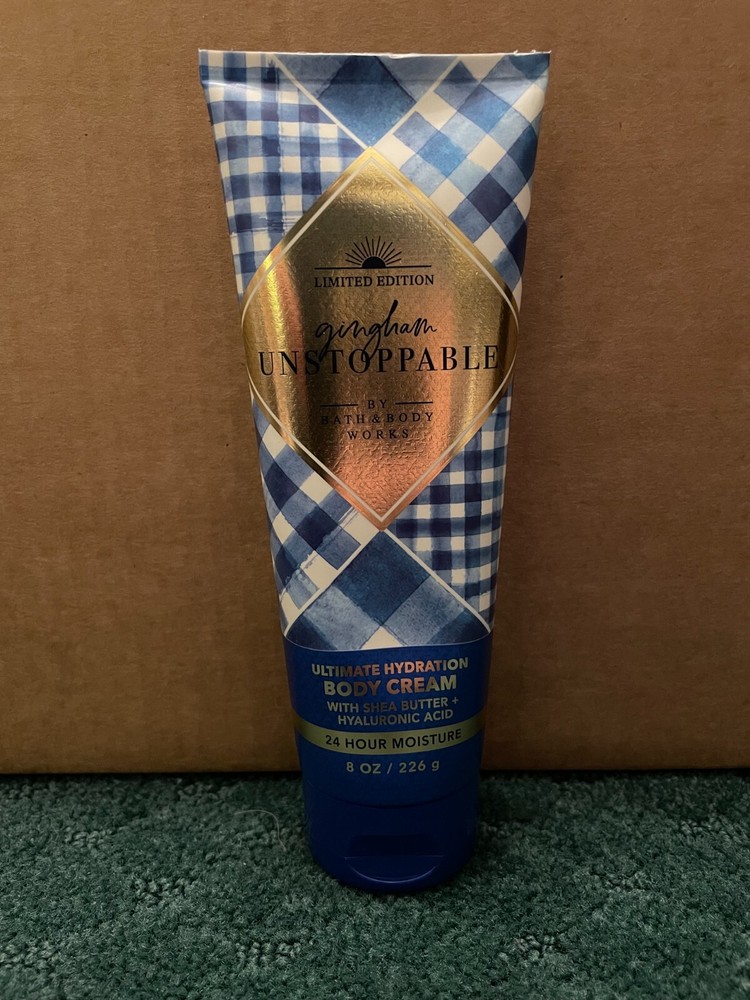 LIMITED EDITION
gingham
UNSTOPPABLE
BY
BATH & BODY
WORKS
ULTIMATE HYDRATION
BODY CREAM
WITH SHEA BUTTER +
HYALURONIC ACID
24 HOUR MOISTURE
8 OZ / 226 g